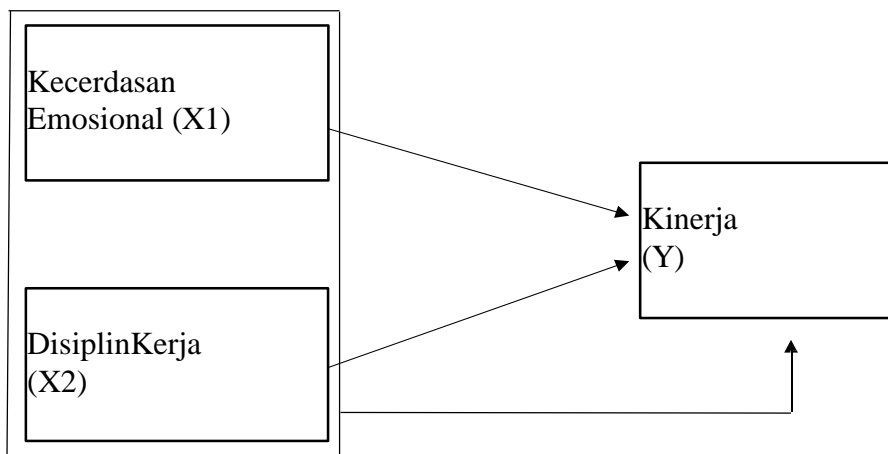 Kecerdasan
Emosional (X1)
Kinerja
(Y)
DisiplinKerja
(X2)